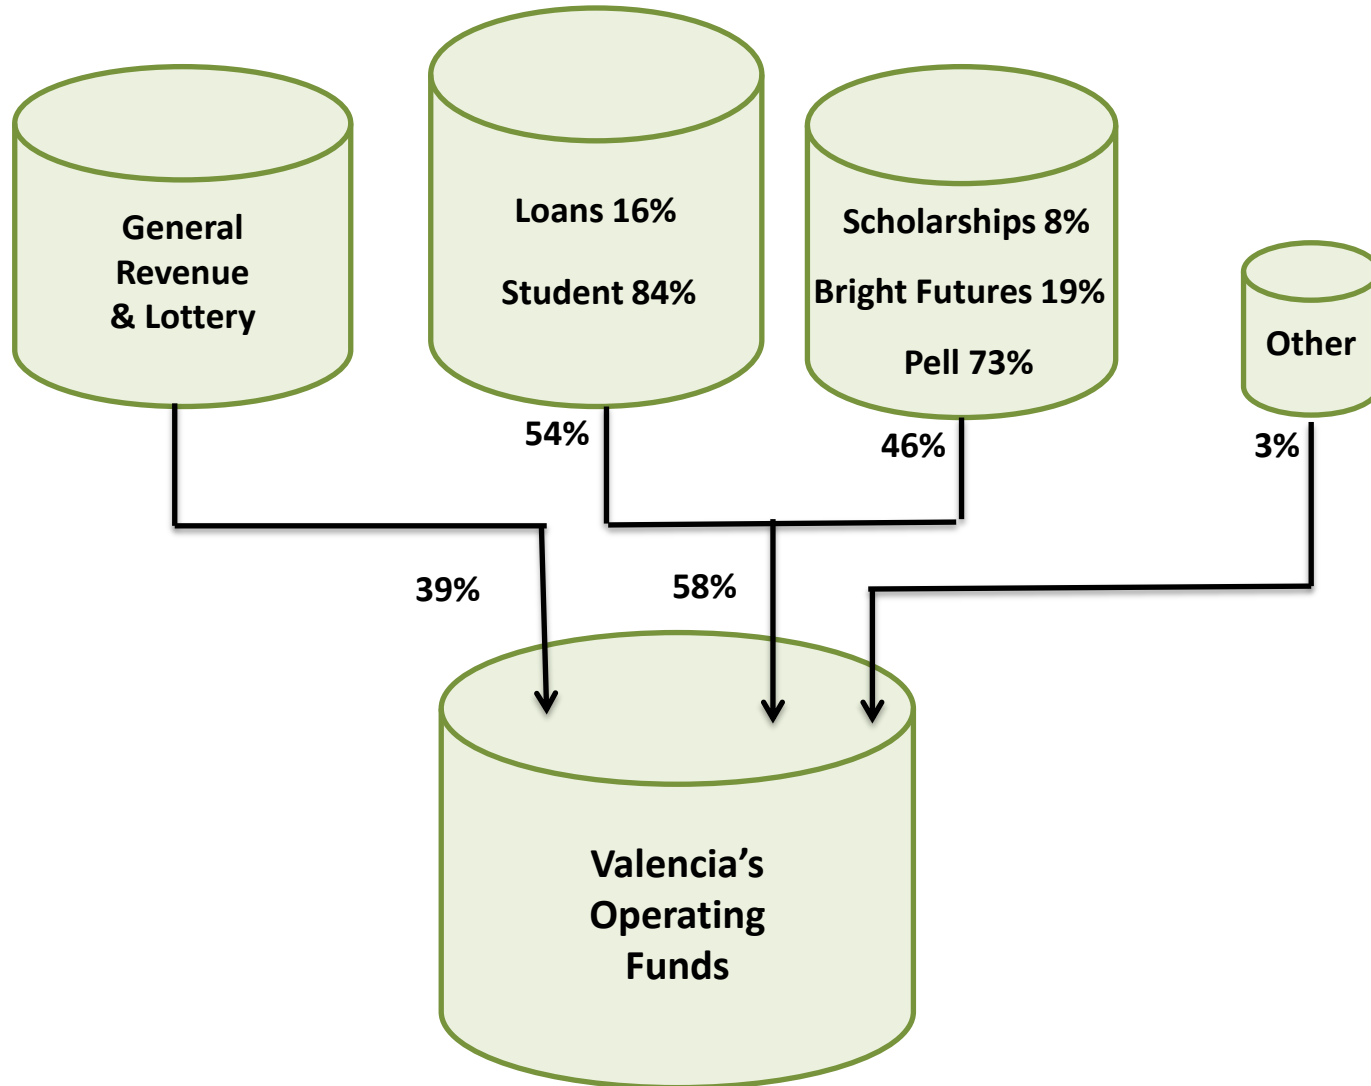 General
Revenue
& Lottery
Loans 16%
Student 84%
Scholarships 8%
Bright Futures 19%
Pell 73%
Other
54%
46%
3%
39%
58%
Valencia’s
Operating
Funds